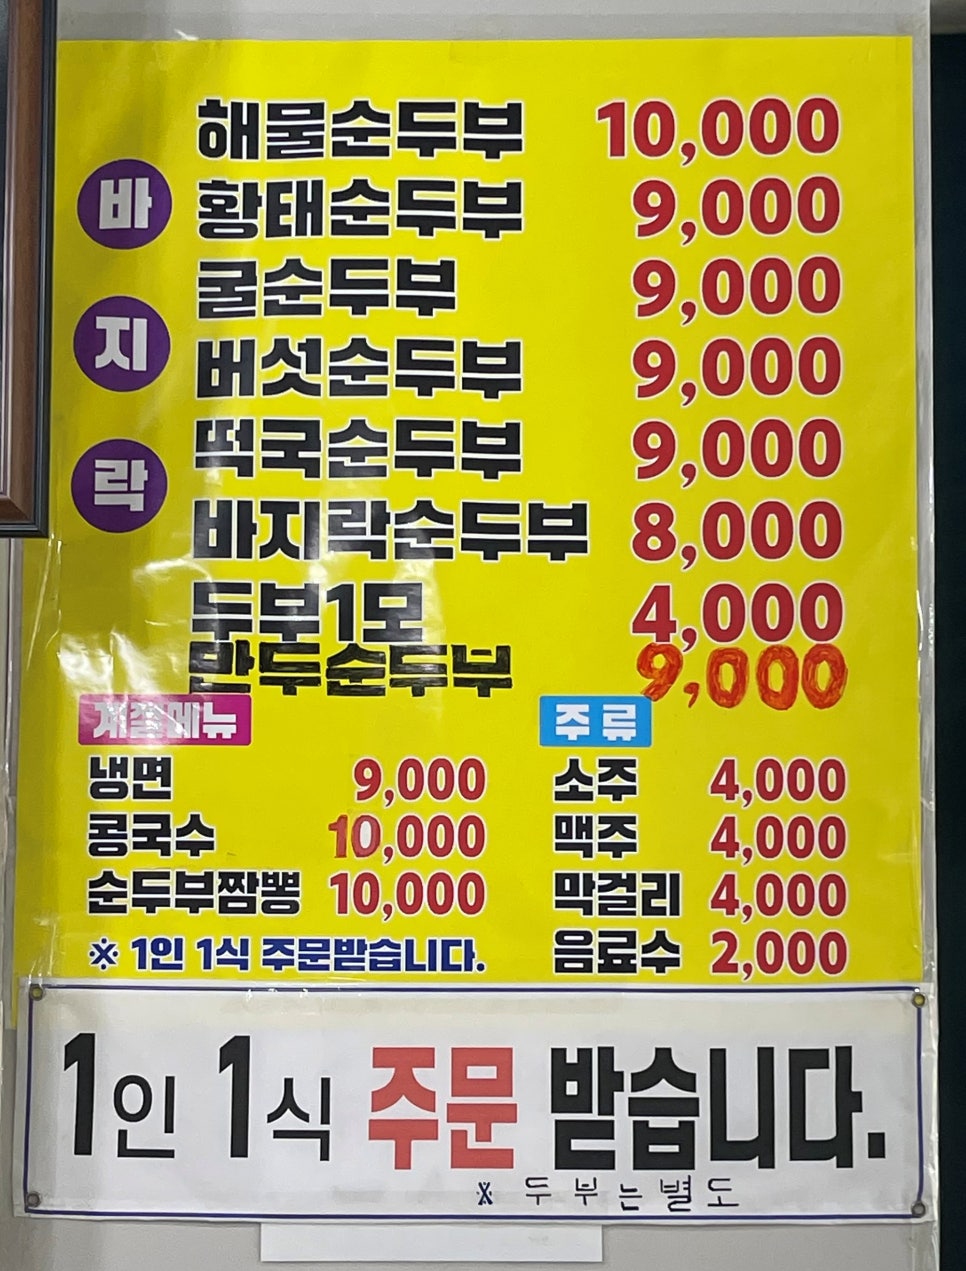 바
지
락
해물순두부 10,000
황태순두부 9,000
굴순두부 9,000
버섯순두부 9,000
떡국순두부 9,000
바지락순두부 8,000
두부1모 4,000
만두순두부 9,000
계절메뉴
냉면 9,000
콩국수 10,000
순두부짬뽕 10,000
※ 1인 1식 주문받습니다.
주류
소주 4,000
맥주 4,000
막걸리 4,000
음료수 2,000
1인 1식 주문 받습니다.
※ 두부는별도